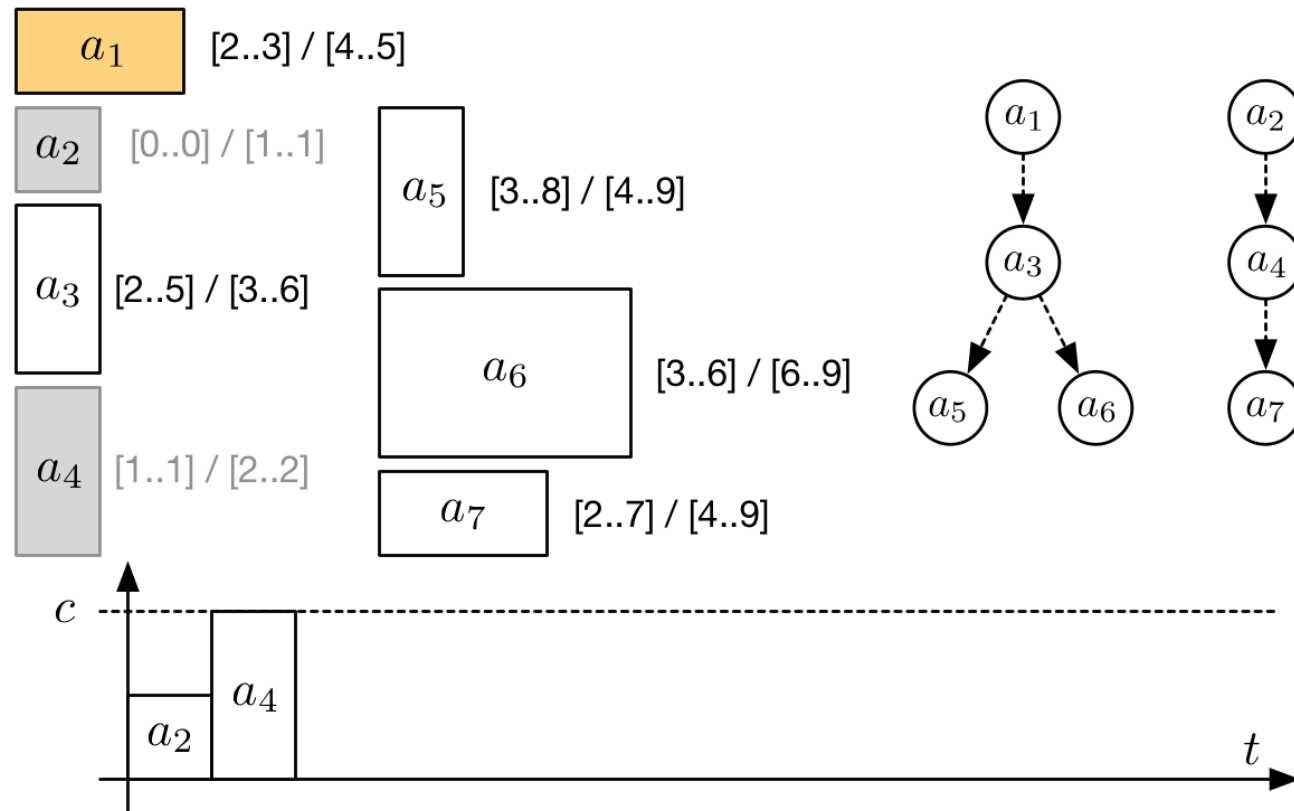 a₁ [2..3] / [4..5]
a₂ [0..0] / [1..1]
a₃ [2..5] / [3..6]
a₄ [1..1] / [2..2]
a₅ [3..8] / [4..9]
a₆ [3..6] / [6..9]
a₇ [2..7] / [4..9]
a₁ a₂
a₃ a₄
a₅ a₆ a₇
c
a₂ a₄
t